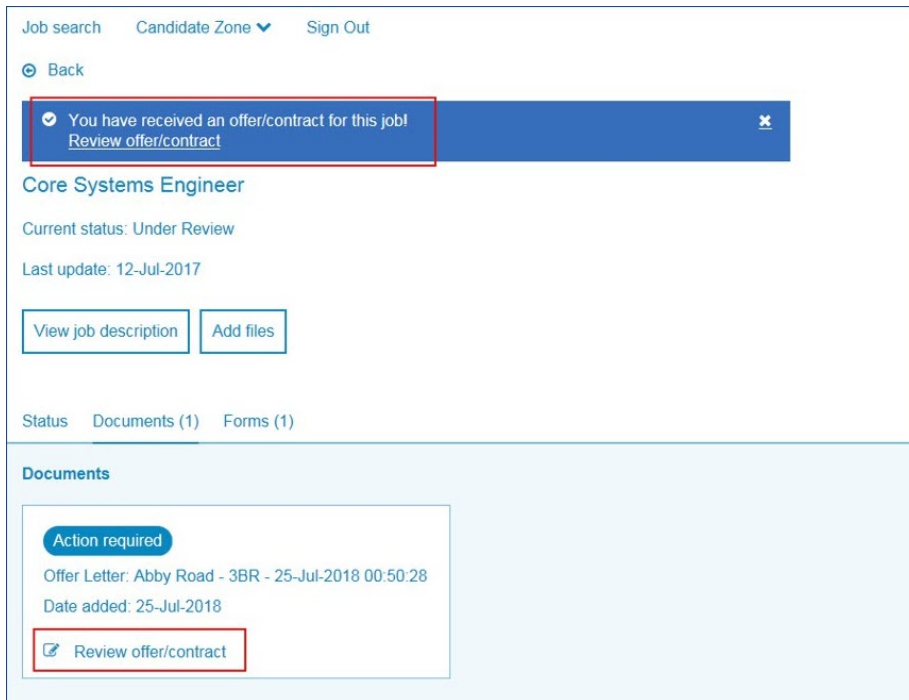 Job search Candidate Zone Sign Out
Back
You have received an offer/contract for this job!
Review offer/contract
Core Systems Engineer
Current status: Under Review
Last update: 12-Jul-2017
View job description Add files
Status Documents (1) Forms (1)
Documents
Action required
Offer Letter: Abby Road - 3BR - 25-Jul-2018 00:50:28
Date added: 25-Jul-2018
Review offer/contract